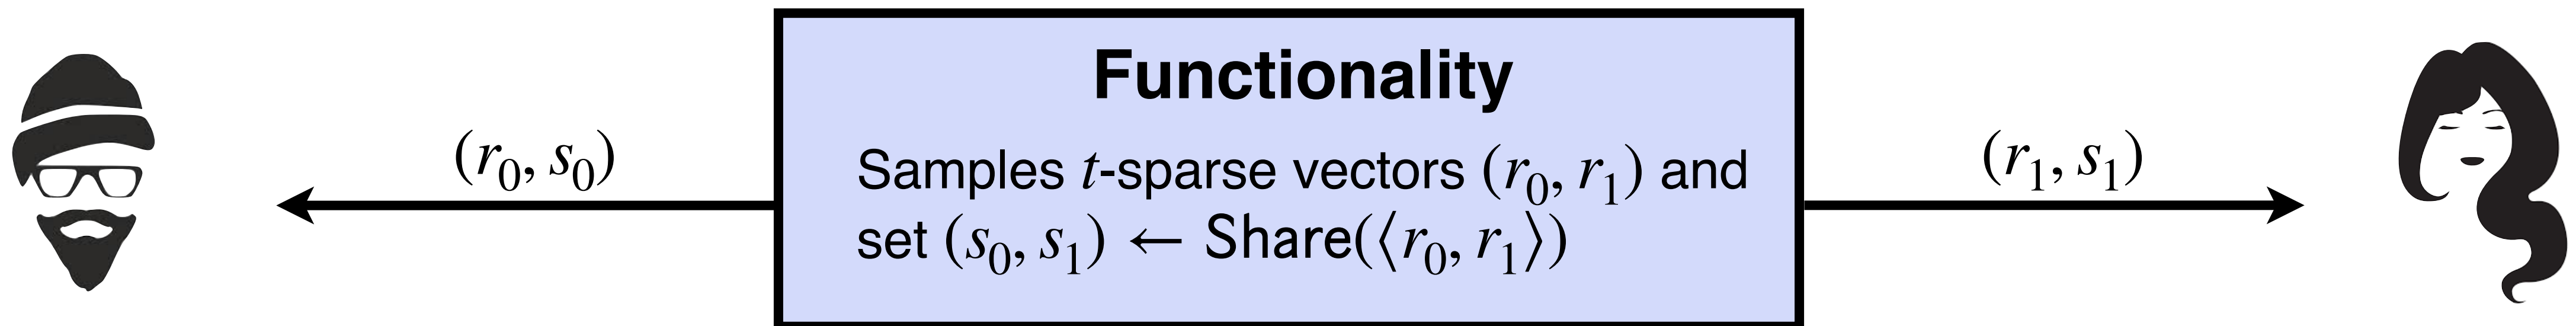 Functionality
(r₀, s₀)
Samples t-sparse vectors (r₀, r₁) and
set (s₀, s₁) ← Share(⟨r₀, r₁⟩)
(r₁, s₁)